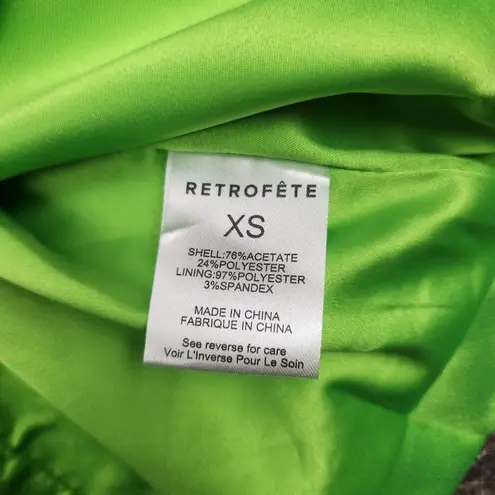 RETROFÊTE
XS
SHELL:76%ACETATE
24%POLYESTER
LINING:97%POLYESTER
3%SPANDEX
MADE IN CHINA
FABRIQUE IN CHINA
See reverse for care
Voir L'Inverse Pour Le Soin